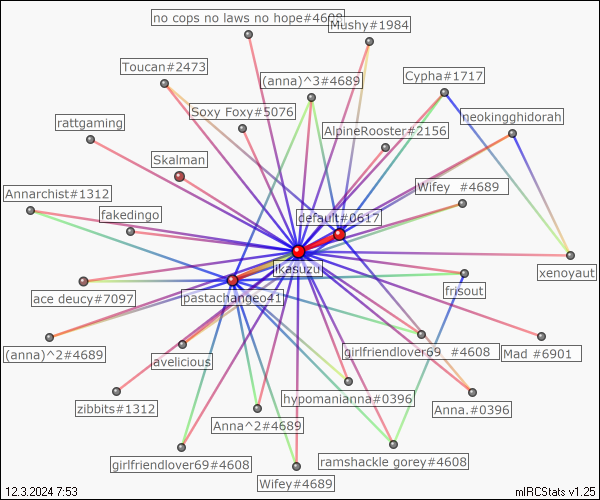 no cops no laws no hope#4698
Mushy#1984
Toucan#2473
(anna)^3#4689
Cypha#1717
Soxy Foxy#5076
neokingghidorah
rattgaming
AlpineRooster#2156
Skalman
Annarchist#1312
Wifey #4689
fakedingo
default#0617
ikasuzu
xenoyaut
frisout
ace deucy#7097
pastachangeo41
(anna)^2#4689
avelicious
girlfriendlover69 #4608
Mad #6901
zibbits#1312
hypomanianna#0396
Anna.#0396
Anna^2#4689
girlfriendlover69#4608
ramshackle gorey#4608
Wifey#4689
12.3.2024 7:53
mIRCStats v1.25